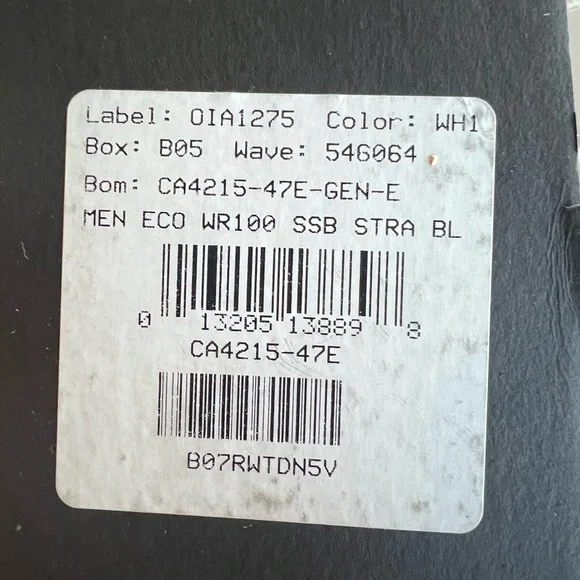 Label: OIA1275 Color: WH1
Box: B05 Wave: 546064
Bom: CA4215-47E-GEN-E
MEN ECO WR100 SSB STRA BL
0 13205 13889 8
CA4215-47E
B07RWTDN5V